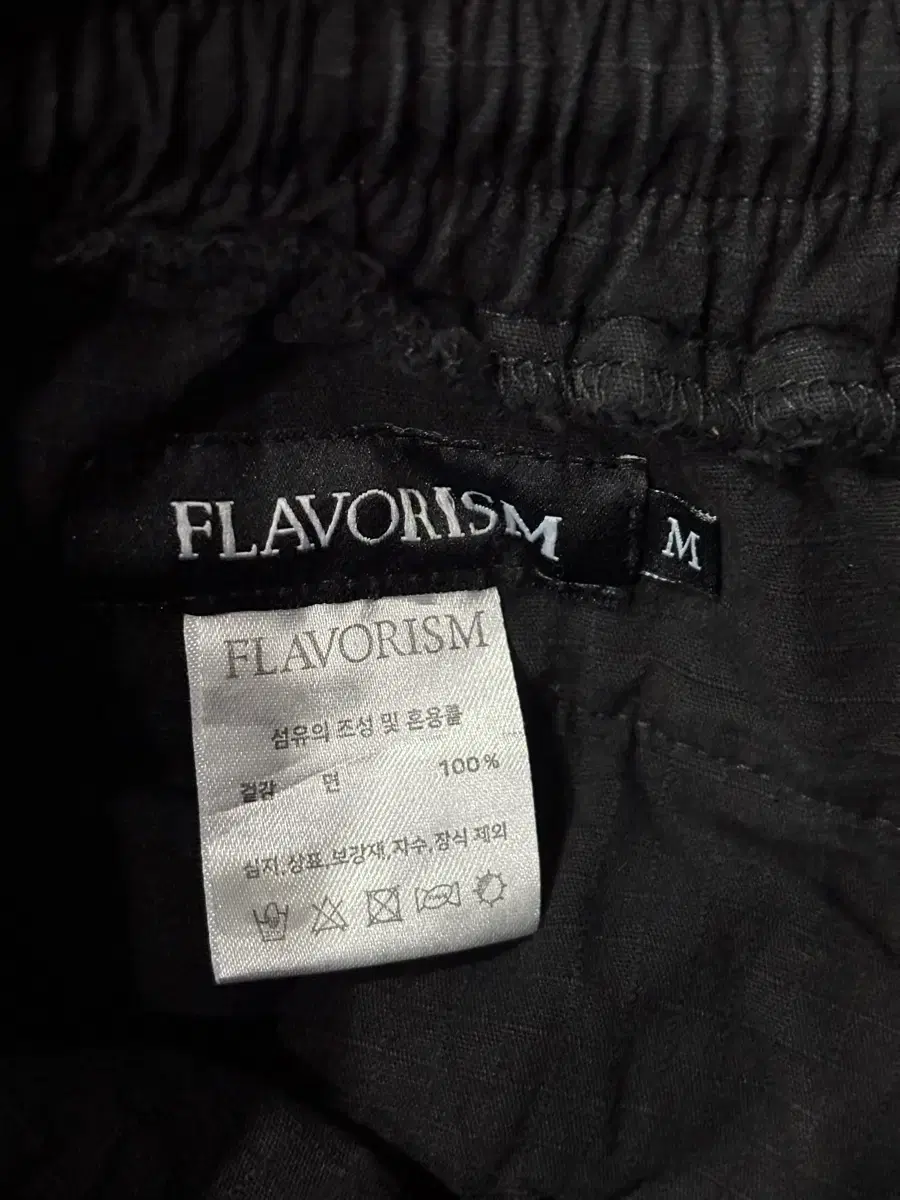 FLAVORISM
M
FLAVORISM
섬유의 조성 및 혼용률
겉감 면 100%
심지,상표,보강재,자수,장식 제외